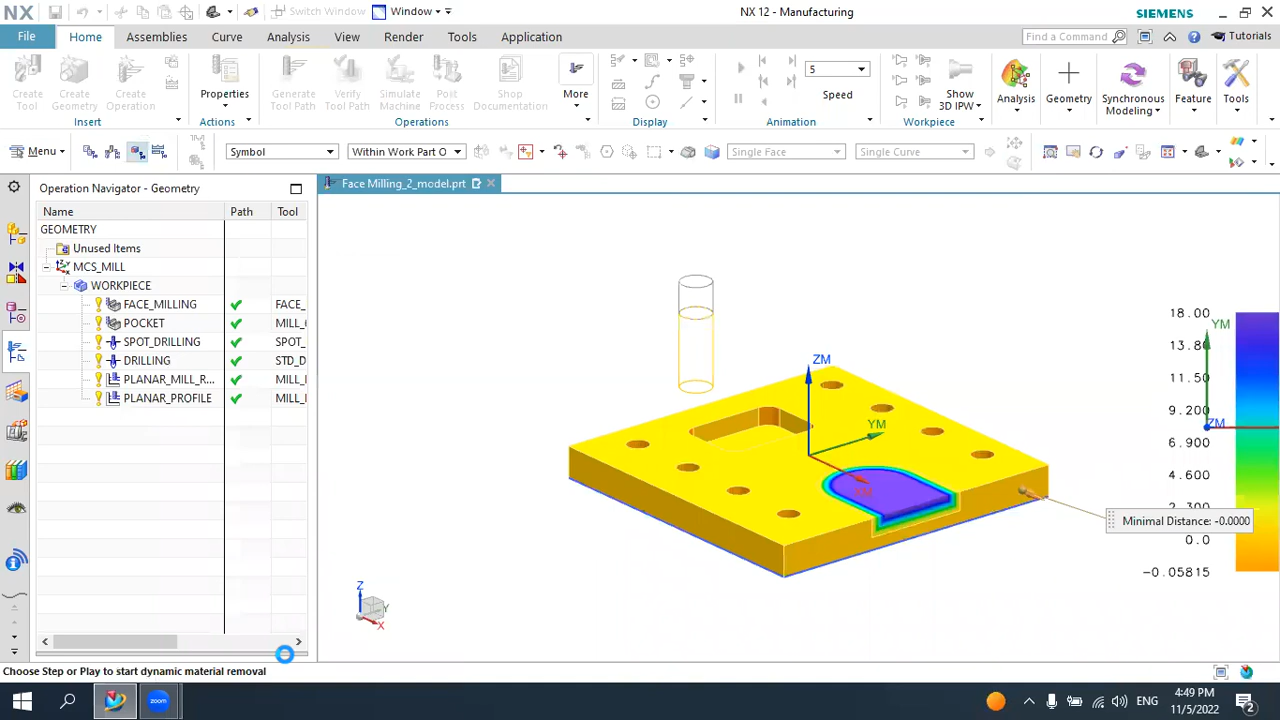 NX
Switch Window
Window
NX 12 - Manufacturing
SIEMENS
File
Home
Assemblies
Curve
Analysis
View
Render
Tools
Application
Find a Command
Tutorials
Create Tool
Create Geometry
Create Operation
Properties
Generate Tool Path
Verify Tool Path
Simulate Machine
Post Process
Shop Documentation
More
5
Speed
Show 3D IPW
Analysis
Geometry
Synchronous Modeling
Feature
Tools
Insert
Actions
Operations
Display
Animation
Workpiece
Menu
Symbol
Within Work Part O
Single Face
Single Curve
Operation Navigator - Geometry
Face Milling_2_model.prt
Name
Path
Tool
GEOMETRY
Unused Items
MCS_MILL
WORKPIECE
FACE_MILLING
FACE_
POCKET
SPOT_DRILLING
SPOT_
DRILLING
STD_D
PLANAR_MILL_R...
PLANAR_PROFILE
ZM
YM
XM
18.00
YM
11.50
9.200
ZM
6.900
4.600
Minimal Distance: -0.0000
0.0
-0.05815
Z
Y
X
Choose Step or Play to start dynamic material removal
zoom
ENG
4:49 PM
11/5/2022
2